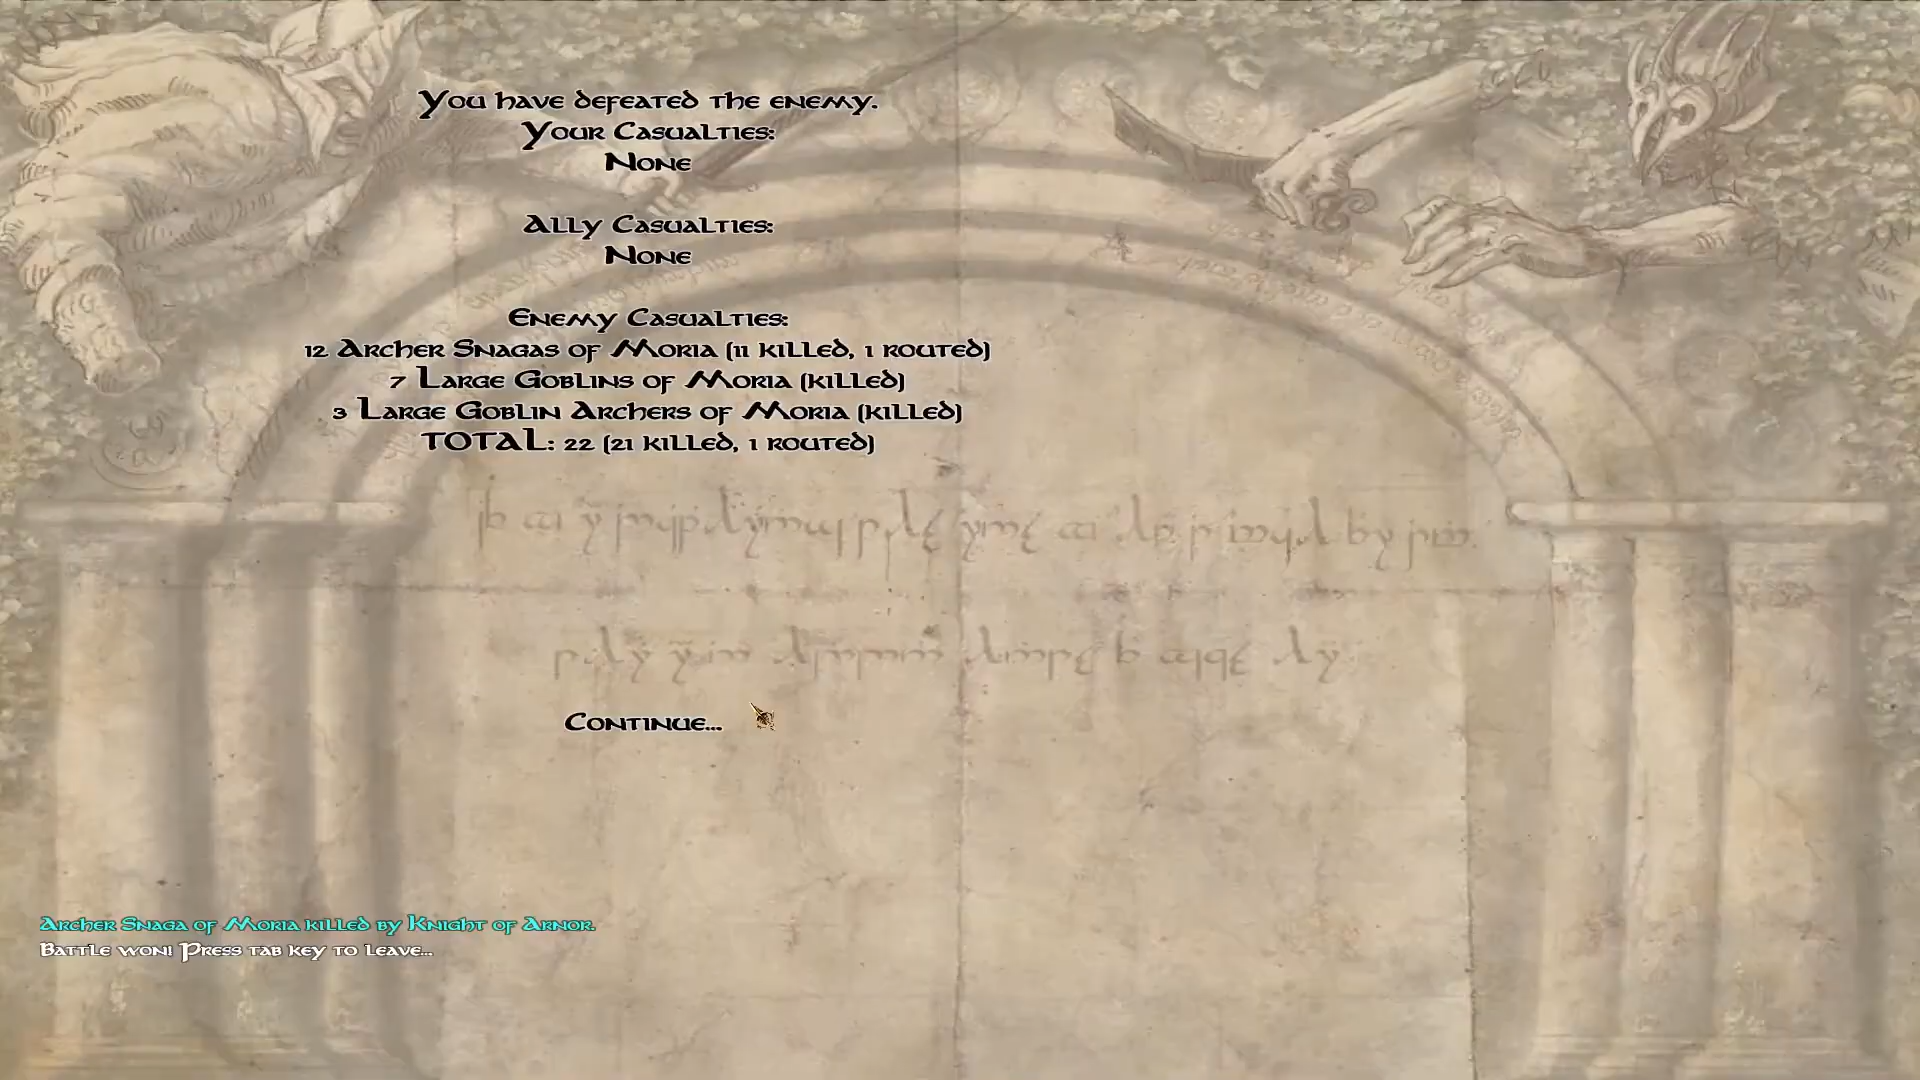 You have defeated the enemy.
Your Casualties:
None
Ally Casualties:
None
Enemy Casualties:
12 Archer Snagas of Moria (11 killed, 1 routed)
7 Large Goblins of Moria (killed)
3 Large Goblin Archers of Moria (killed)
TOTAL: 22 (21 killed, 1 routed)
Continue...
Archer Snaga of Moria killed by Knight of Arnor.
Battle won! Press tab key to leave...